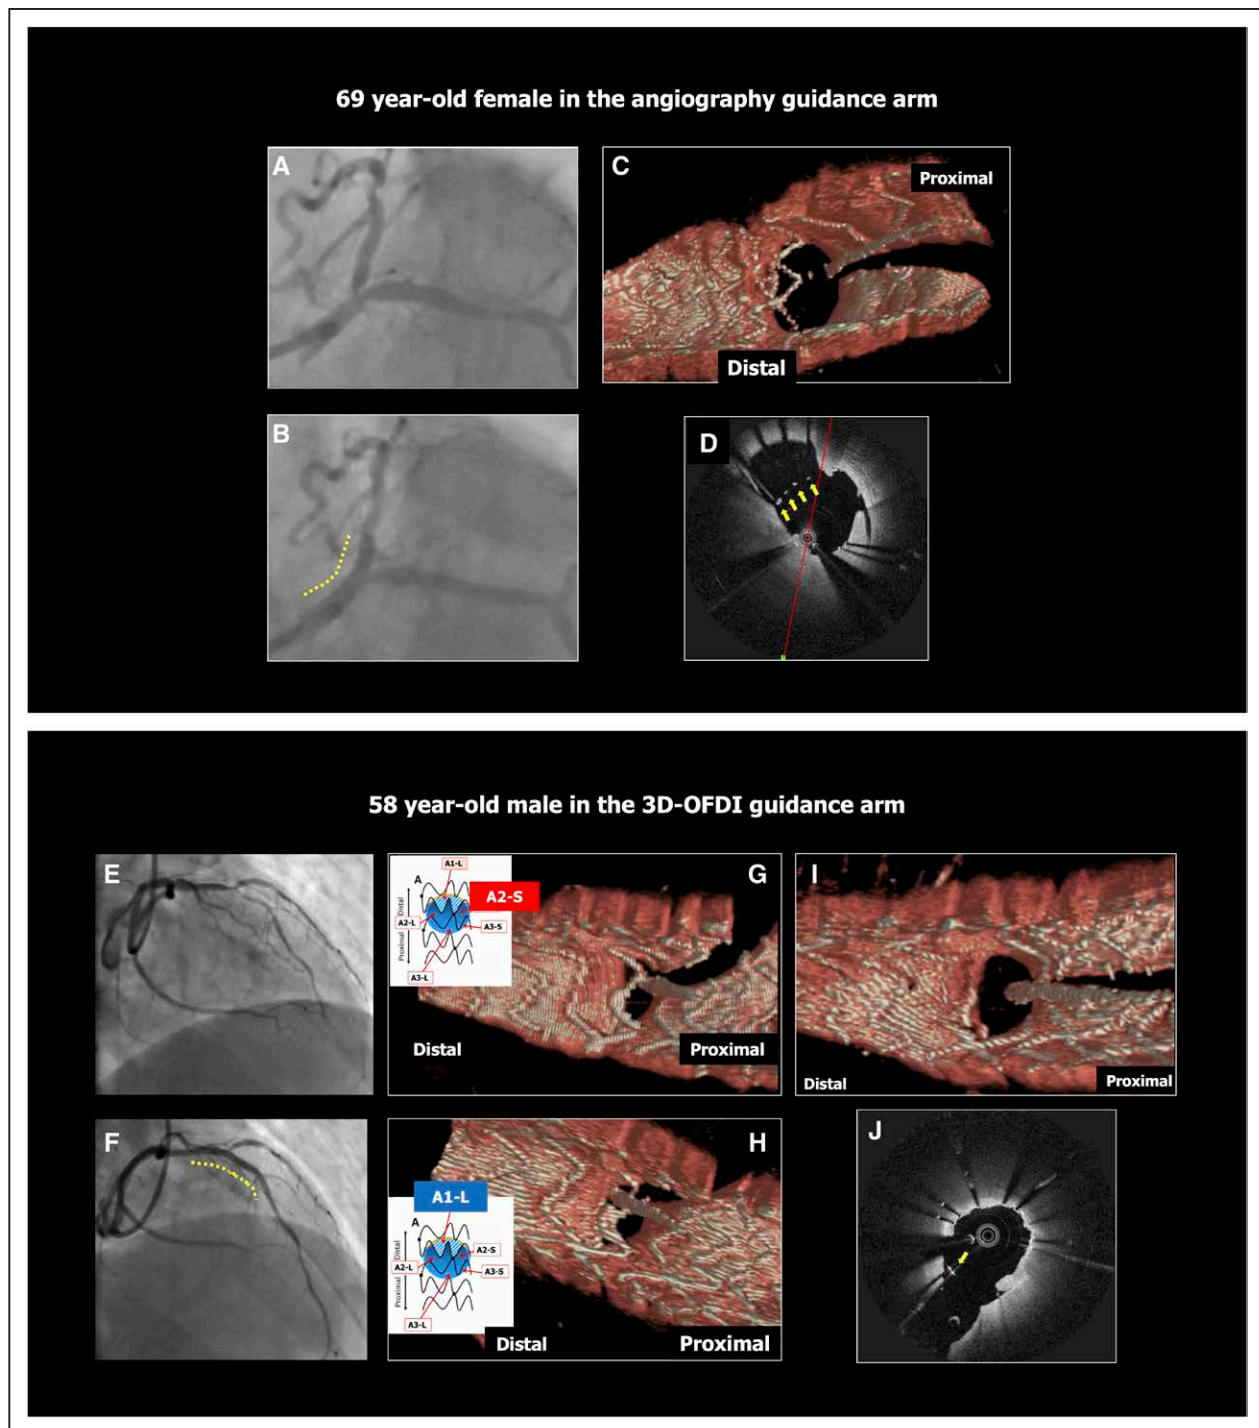 69 year-old female in the angiography guidance arm
A
C
Proximal
Distal
B
D
58 year-old male in the 3D-OFDI guidance arm
E
A1-L
A
A2-S
A2-L
A3-S
A3-L
Distal
Proximal
G
Distal
Proximal
I
Distal
Proximal
F
H
A1-L
A
A2-S
A2-L
A3-S
A3-L
Distal
Proximal
Distal
Proximal
J